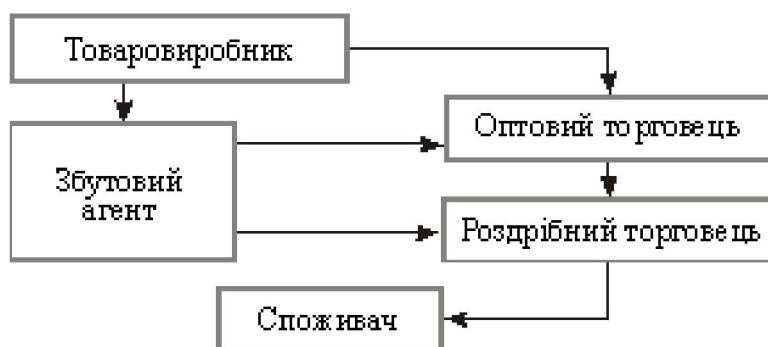 Товаровиробник
Оптовий торговець
Збутовий
агент
Роздрібний торговець
Споживач